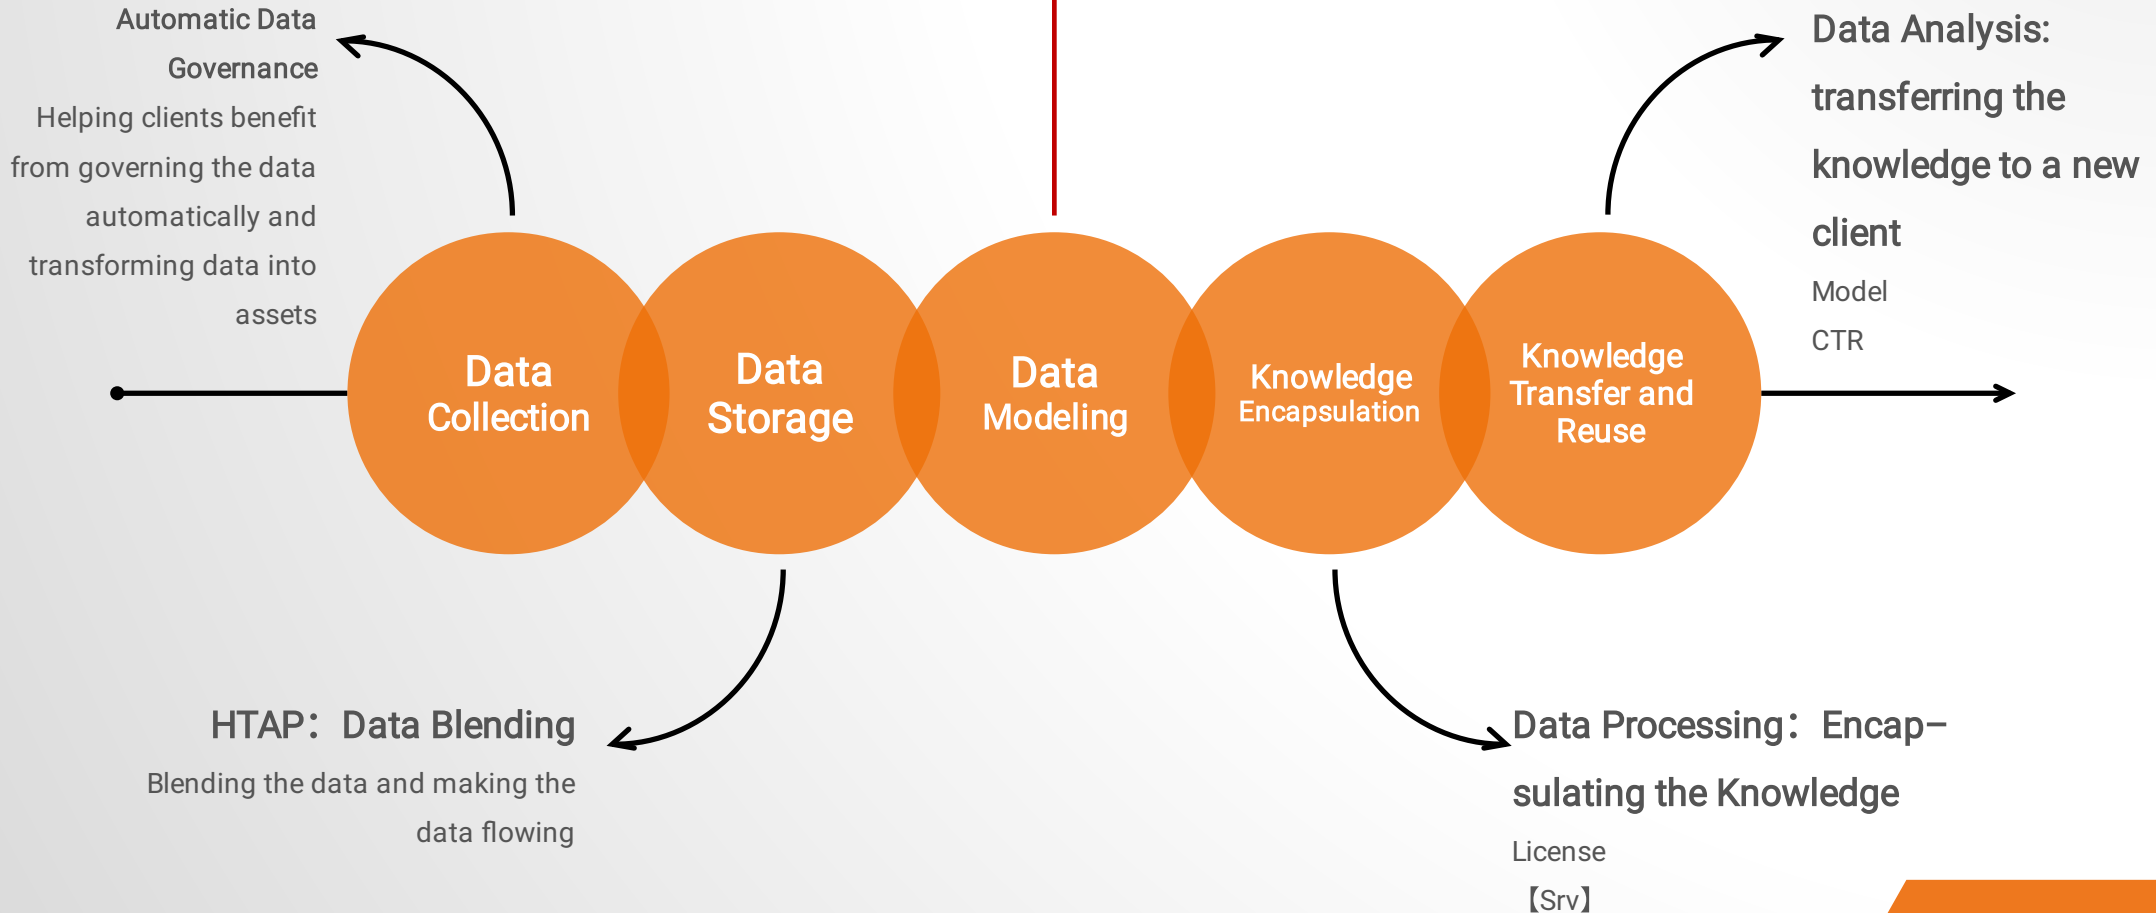 Automatic Data
Governance
Helping clients benefit
from governing the data
automatically and
transforming data into
assets
Data Analysis:
transferring the
knowledge to a new
client
Model
CTR
Data
Collection
Data
Storage
Data
Modeling
Knowledge
Encapsulation
Knowledge
Transfer and
Reuse
HTAP：Data Blending
Blending the data and making the
data flowing
Data Processing：Encap–
sulating the Knowledge
License
【Srv】